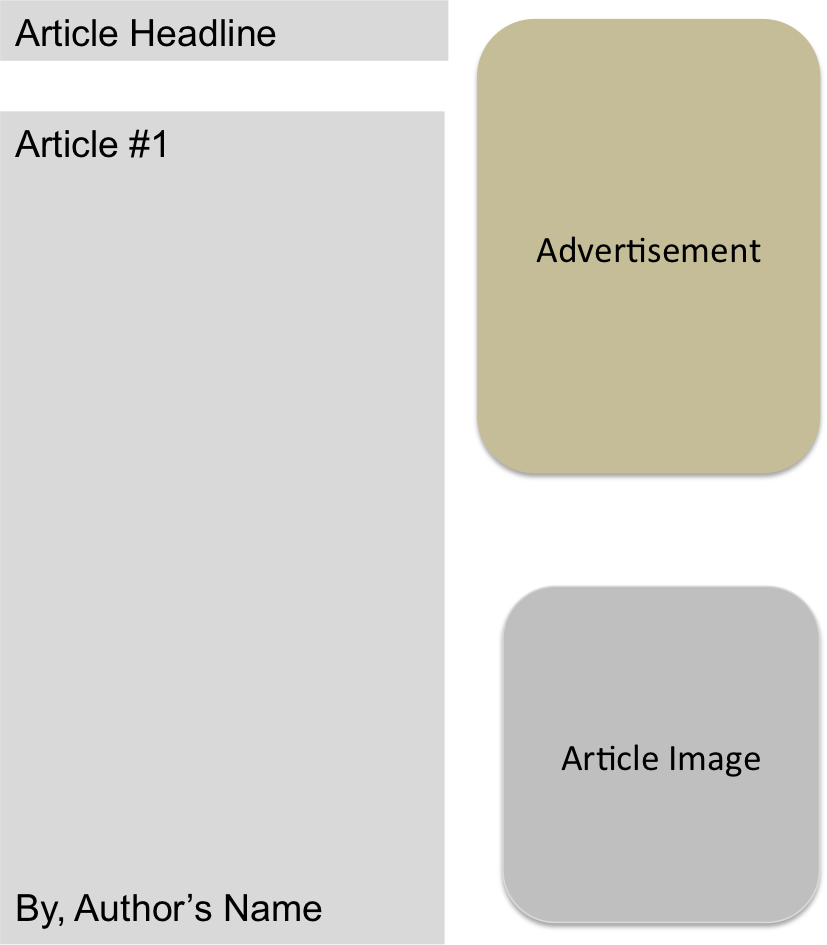 Article Headline
Article #1
By, Author’s Name
Advertisement
Article Image